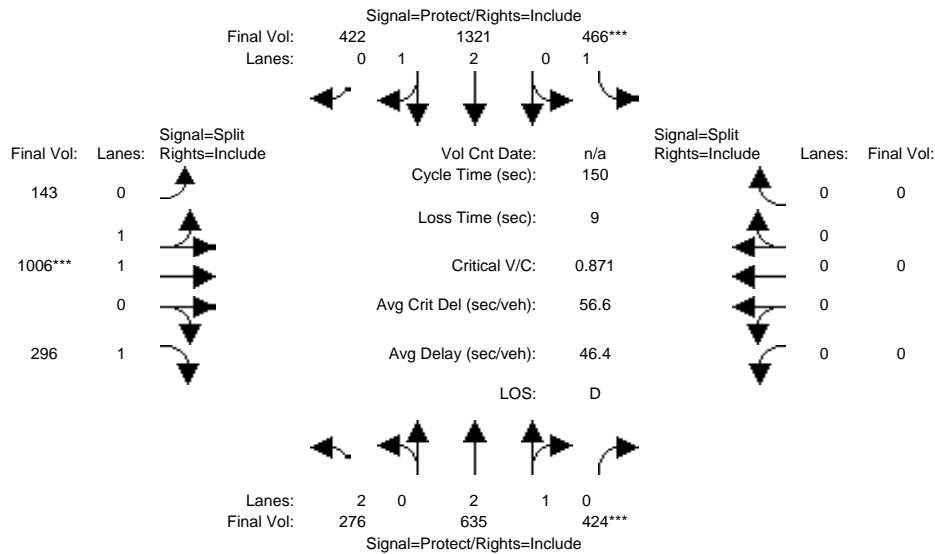 Signal=Protect/Rights=Include
Final Vol: 422 1321 466***
Lanes: 0 1 2 0 1
Signal=Split Signal=Split
Final Vol: Lanes: Rights=Include Vol Cnt Date: n/a Rights=Include Lanes: Final Vol:
Cycle Time (sec): 150
143 0 0 0
Loss Time (sec): 9
1 0
1006*** 1 Critical V/C: 0.871 0 0
0 Avg Crit Del (sec/veh): 56.6 0
296 1 Avg Delay (sec/veh): 46.4 0 0
LOS: D
Lanes: 2 0 2 1 0
Final Vol: 276 635 424***
Signal=Protect/Rights=Include